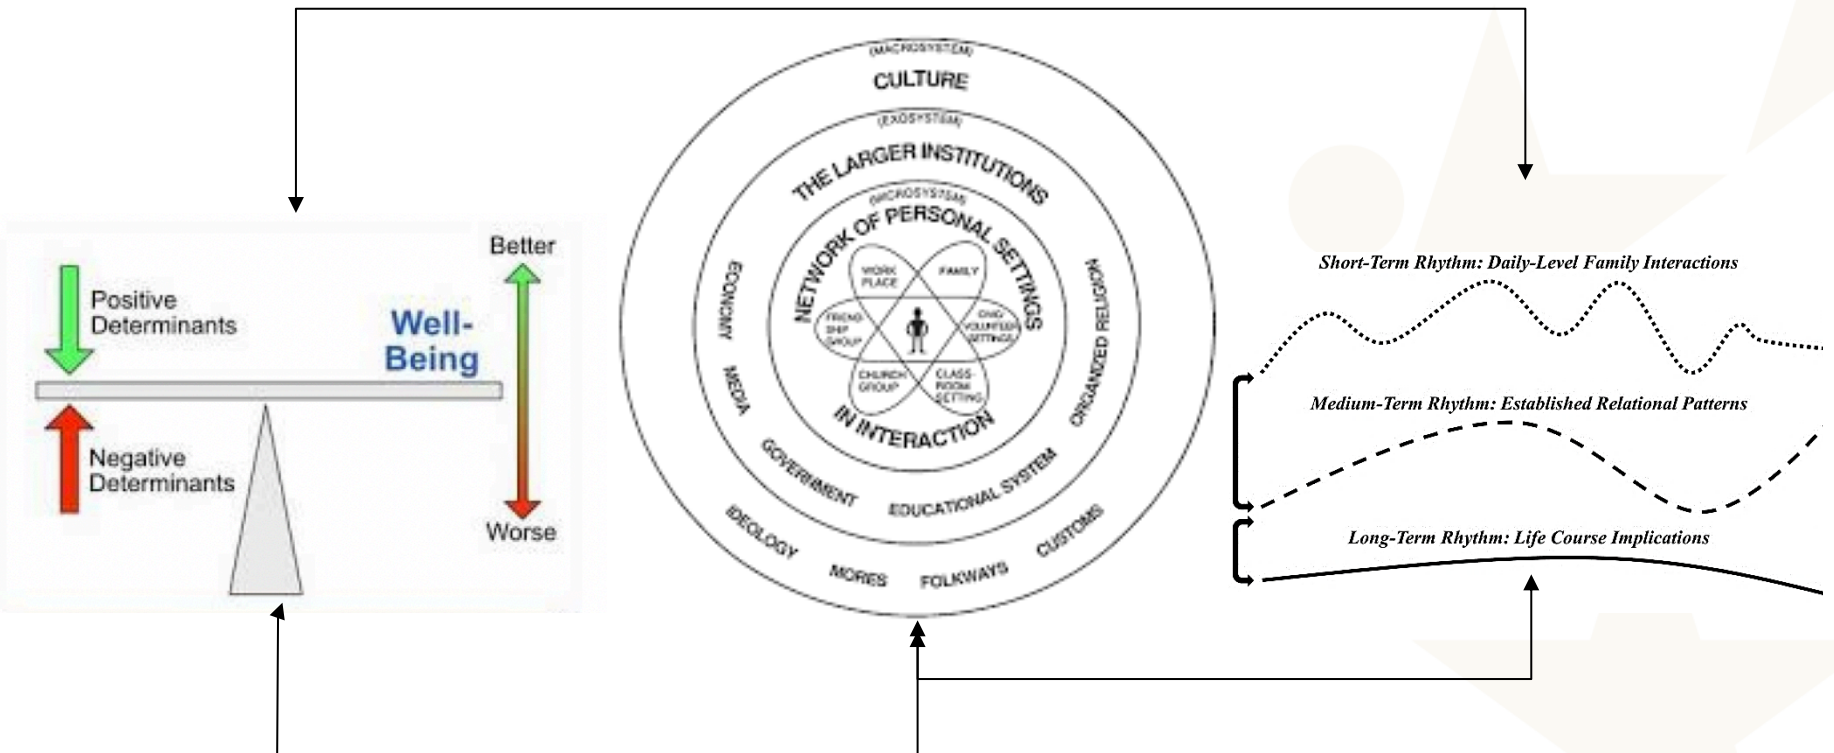 Better
Positive
Determinants
Well-
Being
Negative
Determinants
Worse
(MACROSYSTEM)
CULTURE
(EXOSYSTEM)
THE LARGER INSTITUTIONS
(MICROSYSTEM)
NETWORK OF PERSONAL SETTINGS
WORK
PLACE
FAMILY
FRIEND-
SHIP
GROUP
CIVIC
VOLUNTEER
SETTINGS
CHURCH
GROUP
CLASS-
ROOM
SETTING
IN INTERACTION
ECONOMY
MEDIA
GOVERNMENT
EDUCATIONAL SYSTEM
ORGANIZED RELIGION
IDEOLOGY
MORES
FOLKWAYS
CUSTOMS
Short-Term Rhythm: Daily-Level Family Interactions
Medium-Term Rhythm: Established Relational Patterns
Long-Term Rhythm: Life Course Implications